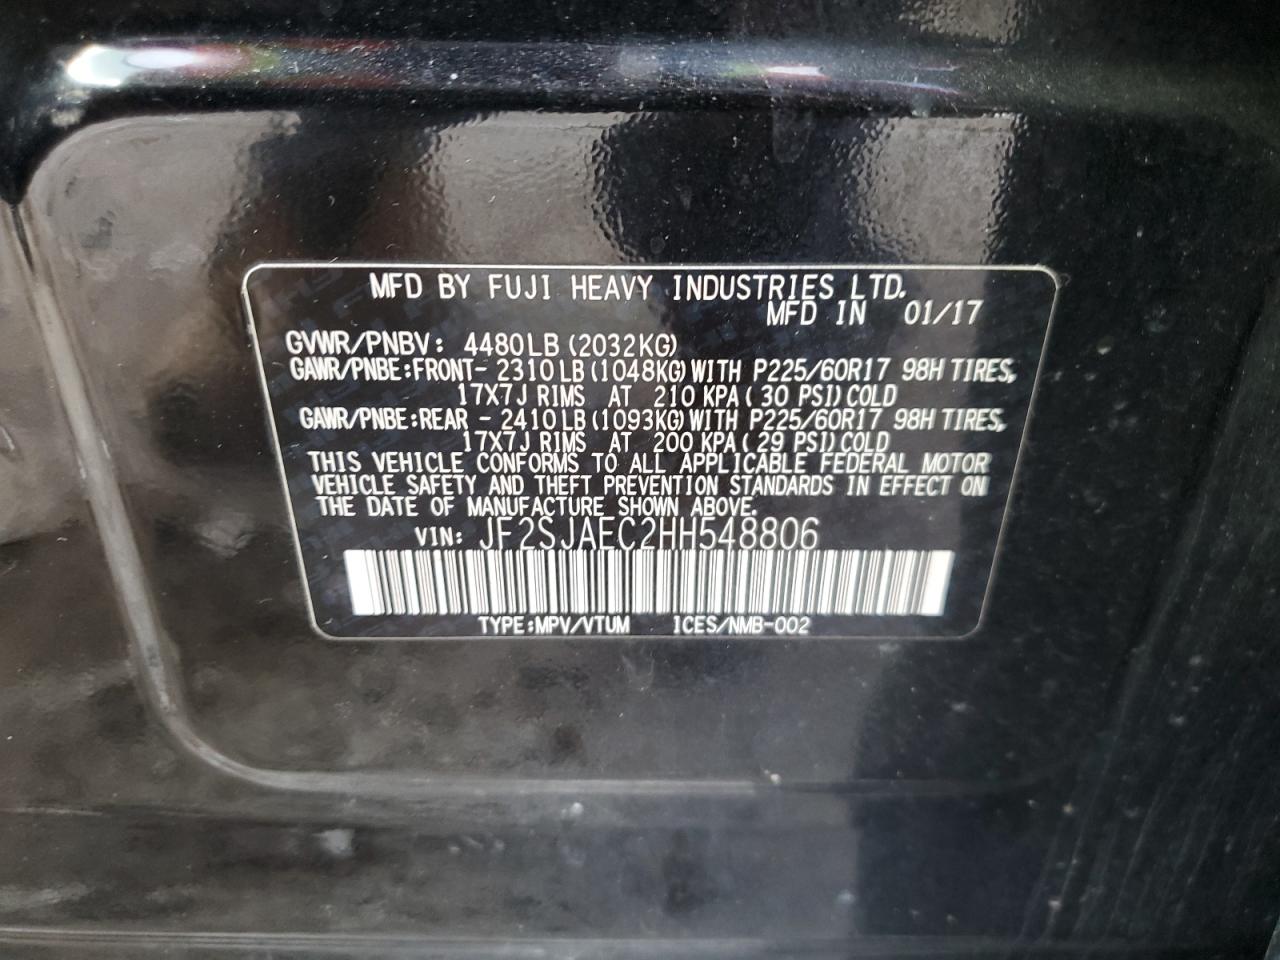 MFD BY FUJI HEAVY INDUSTRIES LTD.
MFD IN 01/17
GVWR/PNBV: 4480LB (2032KG)
GAWR/PNBE:FRONT- 2310LB (1048KG) WITH P225/60R17 98H TIRES,
17X7J RIMS AT 210 KPA ( 30 PSI) COLD
GAWR/PNBE:REAR - 2410LB (1093KG) WITH P225/60R17 98H TIRES,
17X7J RIMS AT 200 KPA ( 29 PSI) COLD
THIS VEHICLE CONFORMS TO ALL APPLICABLE FEDERAL MOTOR
VEHICLE SAFETY AND THEFT PREVENTION STANDARDS IN EFFECT ON
THE DATE OF MANUFACTURE SHOWN ABOVE.
VIN: JF2SJAEC2HH548806
TYPE:MPV/VTUM ICES/NMB-002